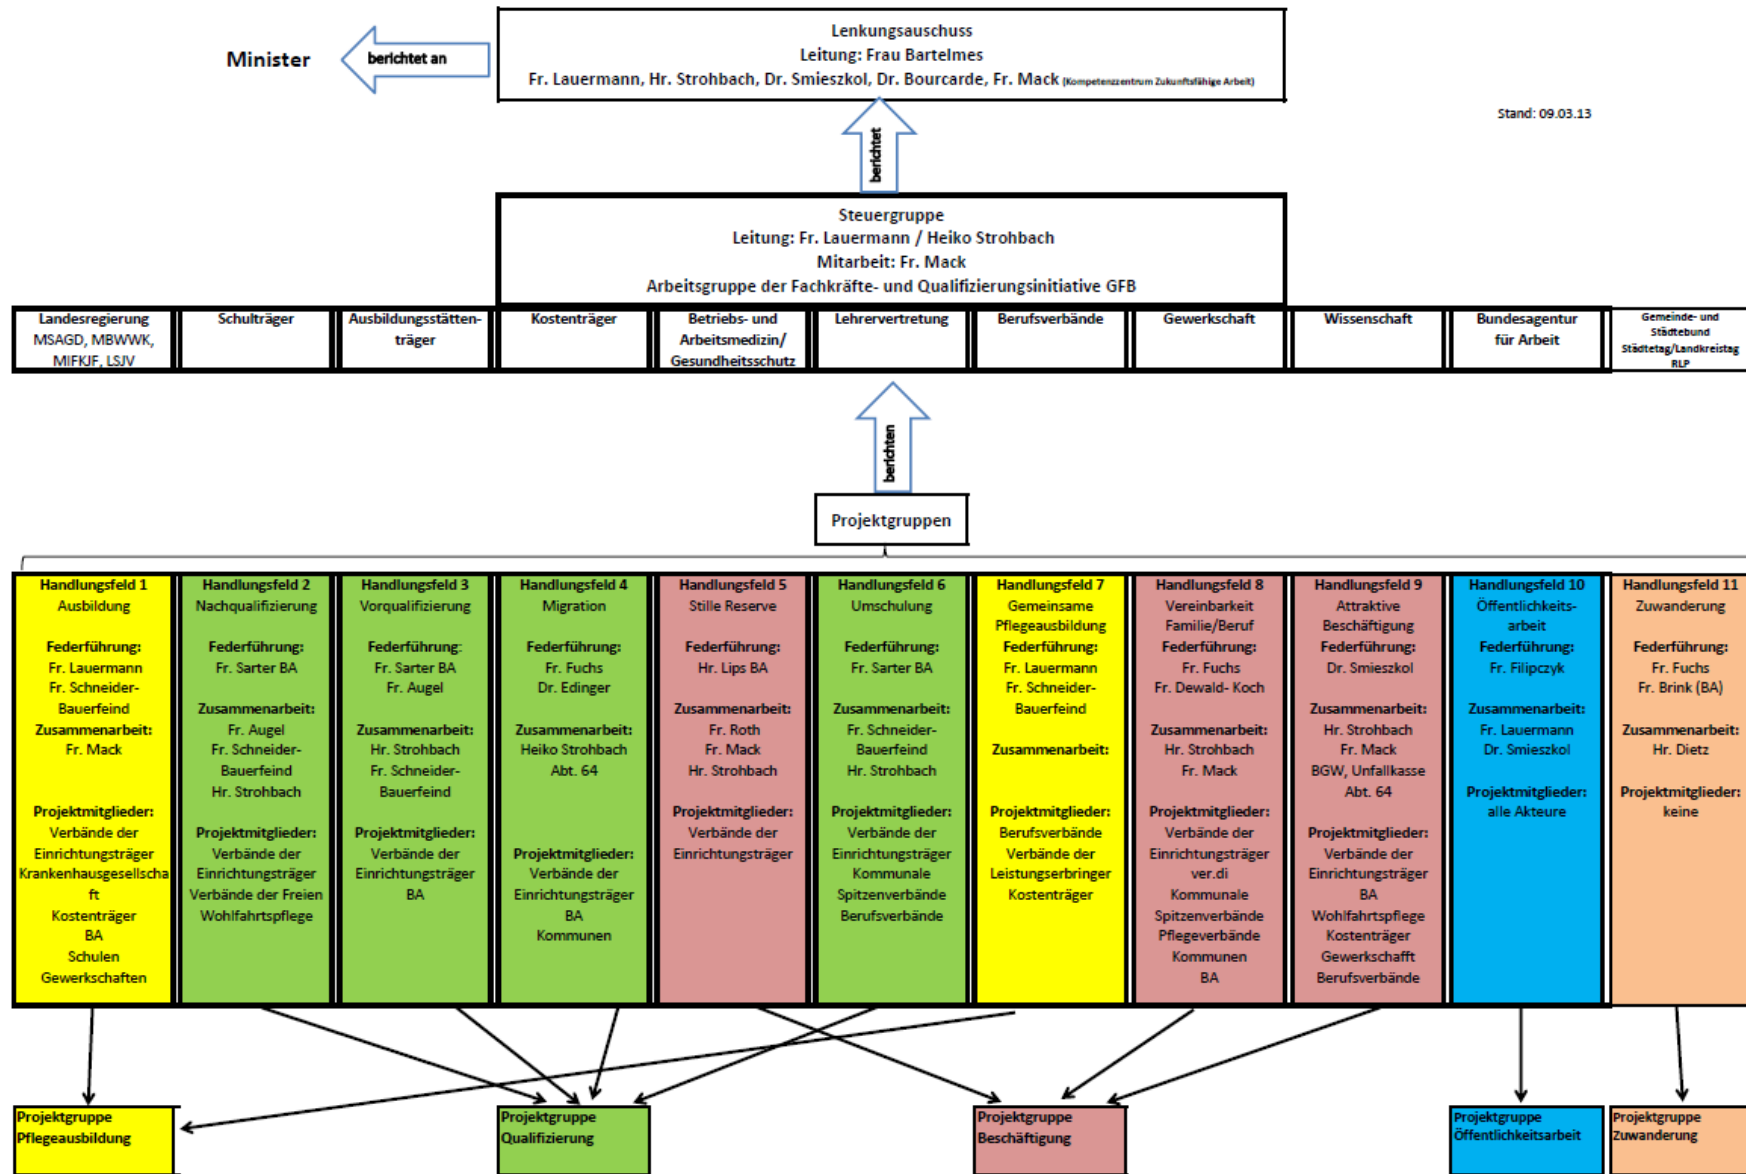 Lenkungsauschuss
Leitung: Frau Bartelmes
Fr. Lauermann, Hr. Strohbach, Dr. Smieszkol, Dr. Bourcarde, Fr. Mack (Kompetenzzentrum Zukunftsfähige Arbeit)
Minister
berichtet an
Stand: 09.03.13
berichtet
Steuergruppe
Leitung: Fr. Lauermann / Heiko Strohbach
Mitarbeit: Fr. Mack
Arbeitsgruppe der Fachkräfte- und Qualifizierungsinitiative GFB
Landesregierung
MSAGD, MBWWK,
MIFKJF, LSJV
Schulträger
Ausbildungsstätten-
träger
Kostenträger
Betriebs- und
Arbeitsmedizin/
Gesundheitsschutz
Lehrervertretung
Berufsverbände
Gewerkschaft
Wissenschaft
Bundesagentur
für Arbeit
Gemeinde- und
Städtebund
Städtetag/Landkreistag
RLP
berichten
Projektgruppen
Handlungsfeld 1
Ausbildung
Federführung:
Fr. Lauermann
Fr. Schneider-
Bauerfeind
Zusammenarbeit:
Fr. Mack
Projektmitglieder:
Verbände der
Einrichtungsträger
Krankenhausgesellscha
ft
Kostenträger
BA
Schulen
Gewerkschaften
Handlungsfeld 2
Nachqualifizierung
Federführung:
Fr. Sarter BA
Zusammenarbeit:
Fr. Augel
Fr. Schneider-
Bauerfeind
Hr. Strohbach
Projektmitglieder:
Verbände der
Einrichtungsträger
Verbände der Freien
Wohlfahrtspflege
Handlungsfeld 3
Vorqualifizierung
Federführung:
Fr. Sarter BA
Fr. Augel
Zusammenarbeit:
Hr. Strohbach
Fr. Schneider-
Bauerfeind
Projektmitglieder:
Verbände der
Einrichtungsträger
BA
Handlungsfeld 4
Migration
Federführung:
Fr. Fuchs
Dr. Edinger
Zusammenarbeit:
Heiko Strohbach
Abt. 64
Projektmitglieder:
Verbände der
Einrichtungsträger
BA
Kommunen
Handlungsfeld 5
Stille Reserve
Federführung:
Hr. Lips BA
Zusammenarbeit:
Fr. Roth
Fr. Mack
Hr. Strohbach
Projektmitglieder:
Verbände der
Einrichtungsträger
Handlungsfeld 6
Umschulung
Federführung:
Fr. Sarter BA
Zusammenarbeit:
Fr. Schneider-
Bauerfeind
Hr. Strohbach
Projektmitglieder:
Verbände der
Einrichtungsträger
Kommunale
Spitzenverbände
Berufsverbände
Handlungsfeld 7
Gemeinsame
Pflegeausbildung
Federführung:
Fr. Lauermann
Fr. Schneider-
Bauerfeind
Zusammenarbeit:
Projektmitglieder:
Berufsverbände
Verbände der
Leistungserbringer
Kostenträger
Handlungsfeld 8
Vereinbarkeit
Familie/Beruf
Federführung:
Fr. Fuchs
Fr. Dewald- Koch
Zusammenarbeit:
Hr. Strohbach
Fr. Mack
Projektmitglieder:
Verbände der
Einrichtungsträger
ver.di
Kommunale
Spitzenverbände
Pflegeverbände
Kommunen
BA
Handlungsfeld 9
Attraktive
Beschäftigung
Federführung:
Dr. Smieszkol
Zusammenarbeit:
Hr. Strohbach
Fr. Mack
BGW, Unfallkasse
Abt. 64
Projektmitglieder:
Verbände der
Einrichtungsträger
BA
Wohlfahrtspflege
Kostenträger
Gewerkschafft
Berufsverbände
Handlungsfeld 10
Öffentlichkeits-
arbeit
Federführung:
Fr. Filipczyk
Zusammenarbeit:
Fr. Lauermann
Dr. Smieszkol
Projektmitglieder:
alle Akteure
Handlungsfeld 11
Zuwanderung
Federführung:
Fr. Fuchs
Fr. Brink (BA)
Zusammenarbeit:
Hr. Dietz
Projektmitglieder:
keine
Projektgruppe
Pflegeausbildung
Projektgruppe
Qualifizierung
Projektgruppe
Beschäftigung
Projektgruppe
Öffentlichkeitsarbeit
Projektgruppe
Zuwanderung